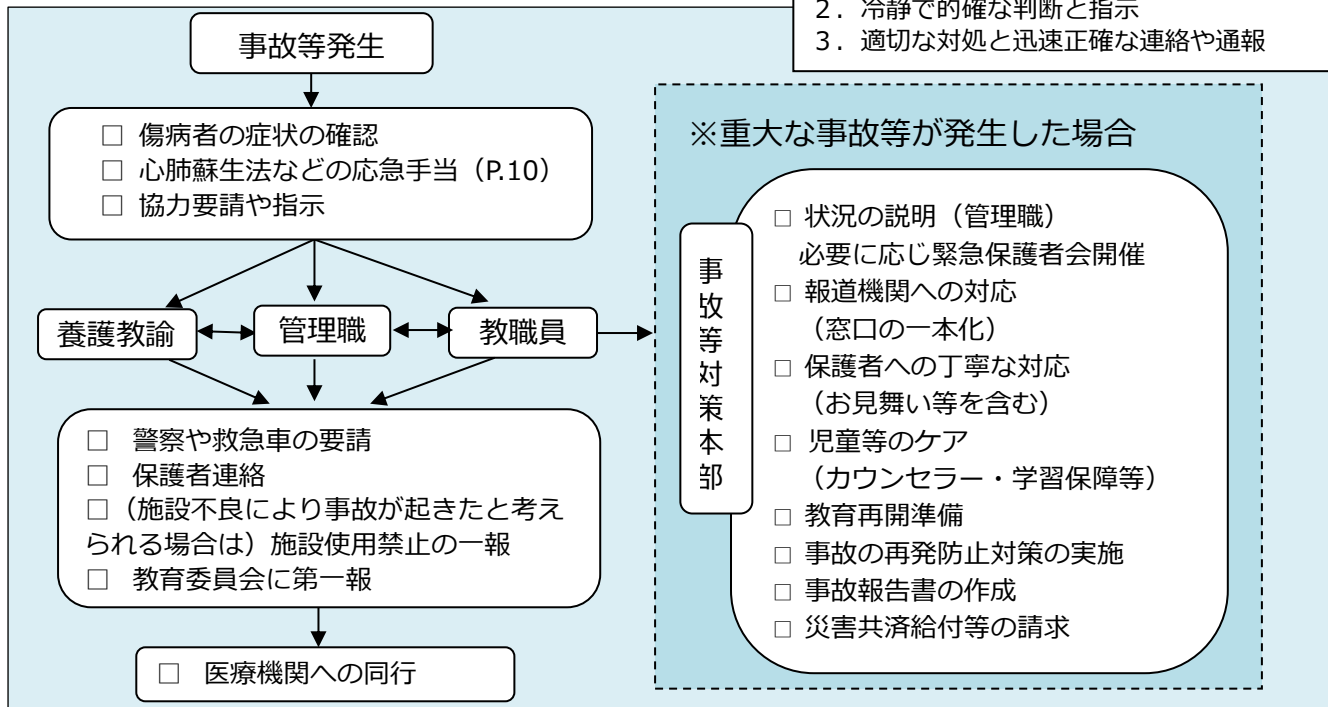 2．冷静で的確な判断と指示
3．適切な対処と迅速正確な連絡や通報
事故等発生
□ 傷病者の症状の確認
□ 心肺蘇生法などの応急手当（P.10）
□ 協力要請や指示
養護教諭
管理職
教職員
□ 警察や救急車の要請
□ 保護者連絡
□（施設不良により事故が起きたと考え
られる場合は）施設使用禁止の一報
□ 教育委員会に第一報
□ 医療機関への同行
※重大な事故等が発生した場合
事故等対策本部
□ 状況の説明（管理職）
必要に応じ緊急保護者会開催
□ 報道機関への対応
（窓口の一本化）
□ 保護者への丁寧な対応
（お見舞い等を含む）
□ 児童等のケア
（カウンセラー・学習保障等）
□ 教育再開準備
□ 事故の再発防止対策の実施
□ 事故報告書の作成
□ 災害共済給付等の請求